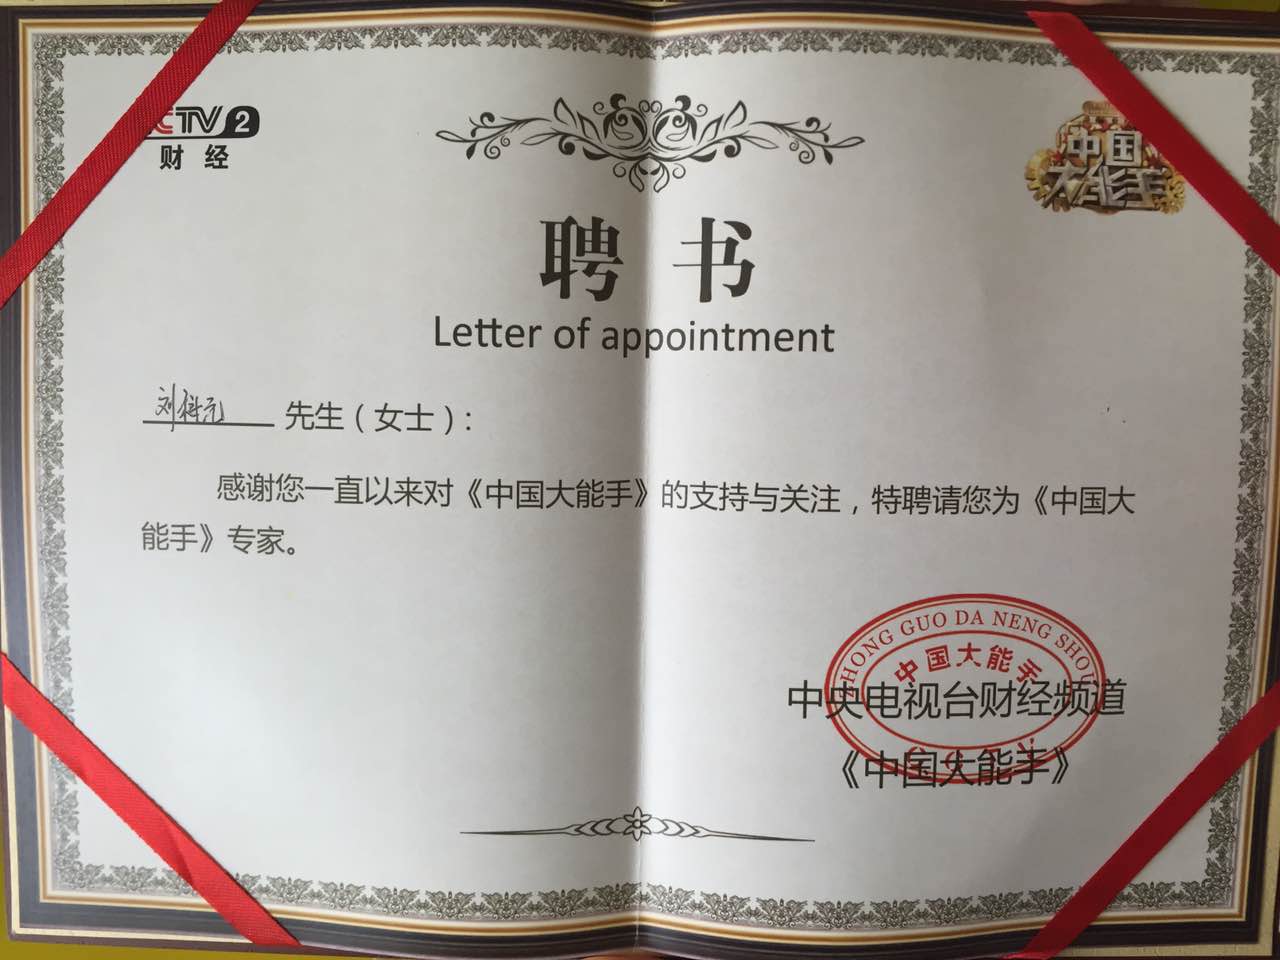 CCTV 2
财经
中国
大能手
聘书
Letter of appointment
刘科元 先生（女士）：
感谢您一直以来对《中国大能手》的支持与关注，特聘请您为《中国大
能手》专家。
ZHONG GUO DA NENG SHOU
中国大能手
中央电视台财经频道
《中国大能手》